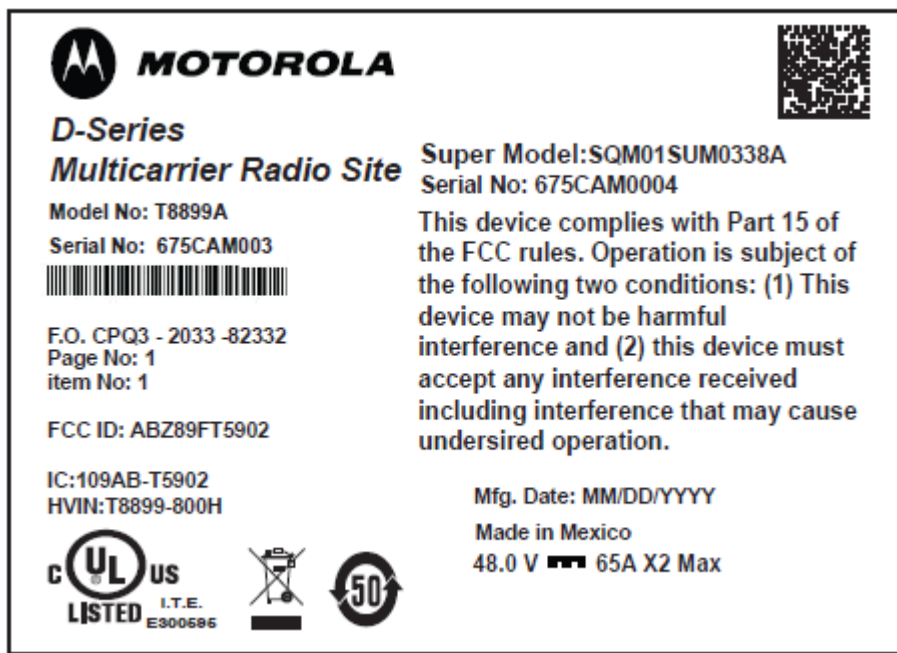 MOTOROLA
D-Series
Multicarrier Radio Site
Model No: T8899A
Serial No: 675CAM003
F.O. CPQ3 - 2033 -82332
Page No: 1
item No: 1
FCC ID: ABZ89FT5902
IC:109AB-T5902
HVIN:T8899-800H
C UL US
®
LISTED
I.T.E.
E300595
50
Super Model:SQM01SUM0338A
Serial No: 675CAM0004
This device complies with Part 15 of
the FCC rules. Operation is subject of
the following two conditions: (1) This
device may not be harmful
interference and (2) this device must
accept any interference received
including interference that may cause
undersired operation.
Mfg. Date: MM/DD/YYYY
Made in Mexico
48.0 V 65A X2 Max